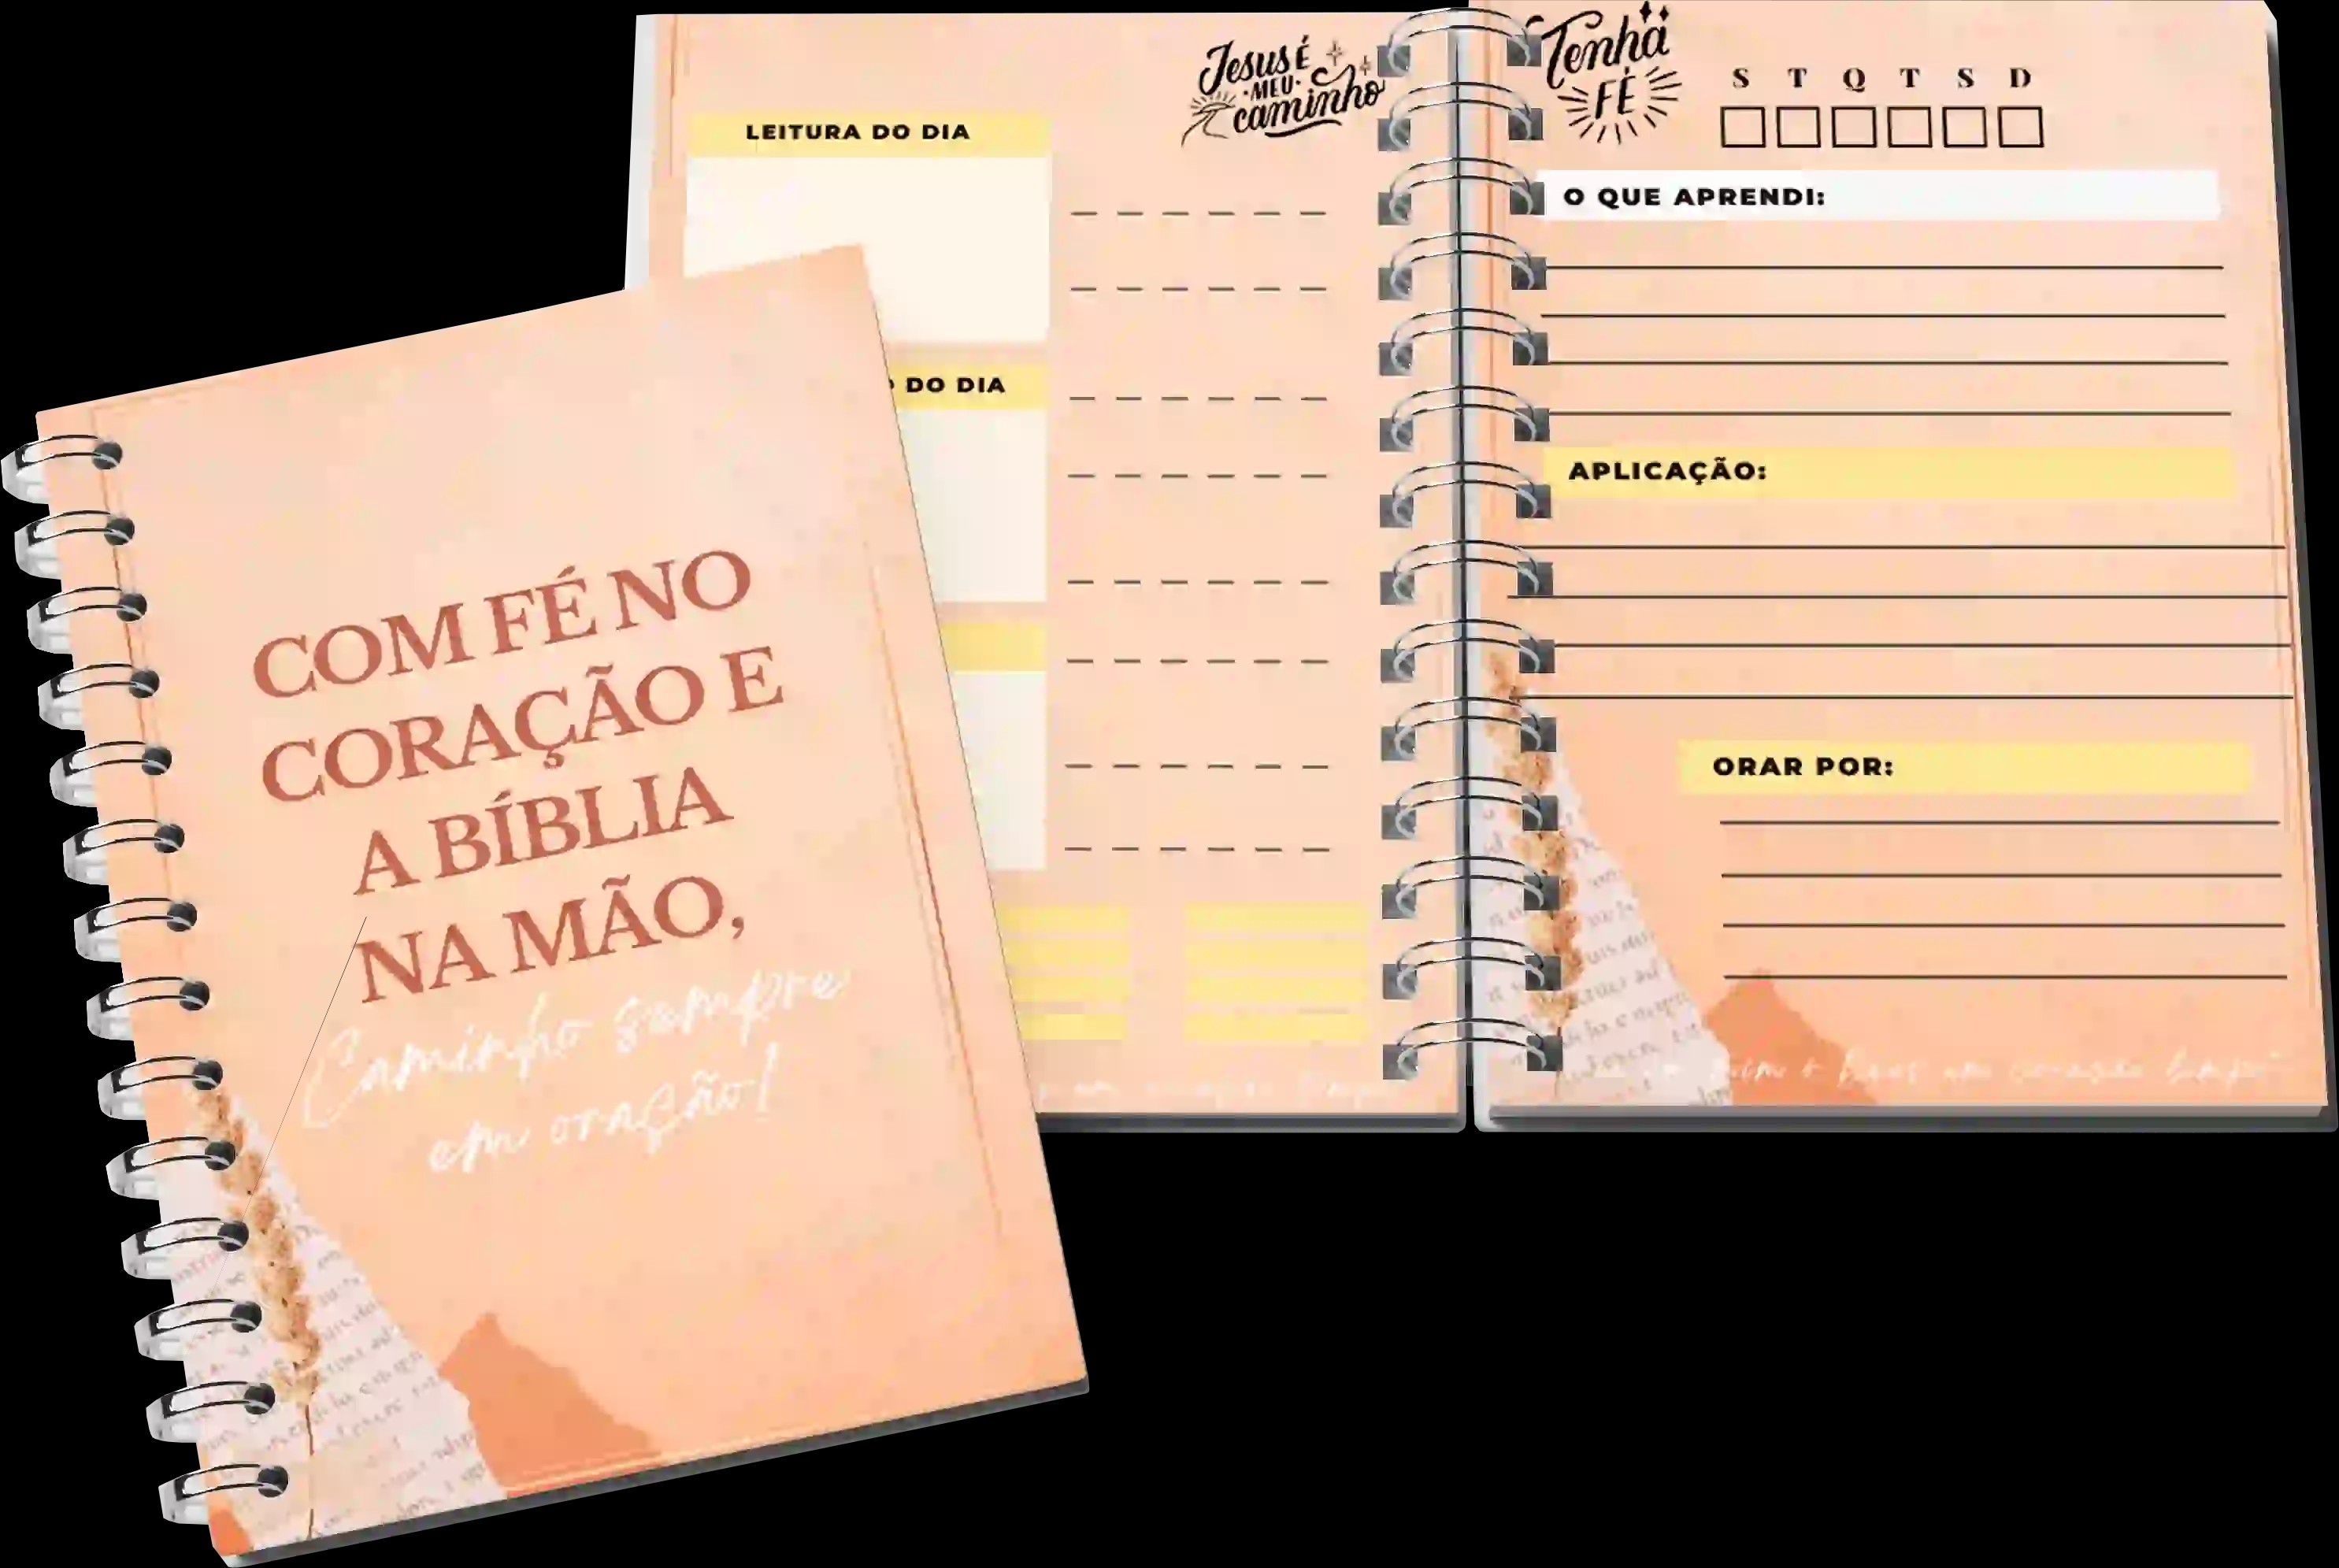 COM FÉ NO
CORAÇÃO E
A BÍBLIA
NA MÃO,
Caminho sempre
em oração!
Jesus É
MEU
caminho
LEITURA DO DIA
DO DIA
Tenha
FÉ
S T Q T S D
O QUE APRENDI:
APLICAÇÃO:
ORAR POR: